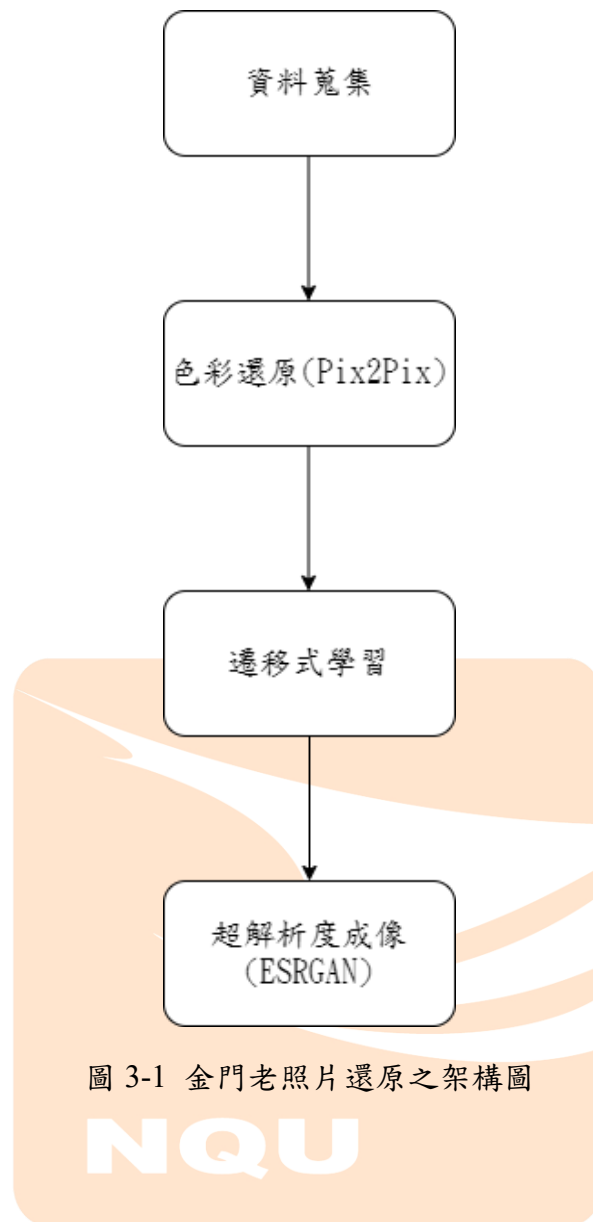 資料蒐集
色彩還原(Pix2Pix)
遷移式學習
超解析度成像
(ESRGAN)
圖 3-1 金門老照片還原之架構圖
NQU